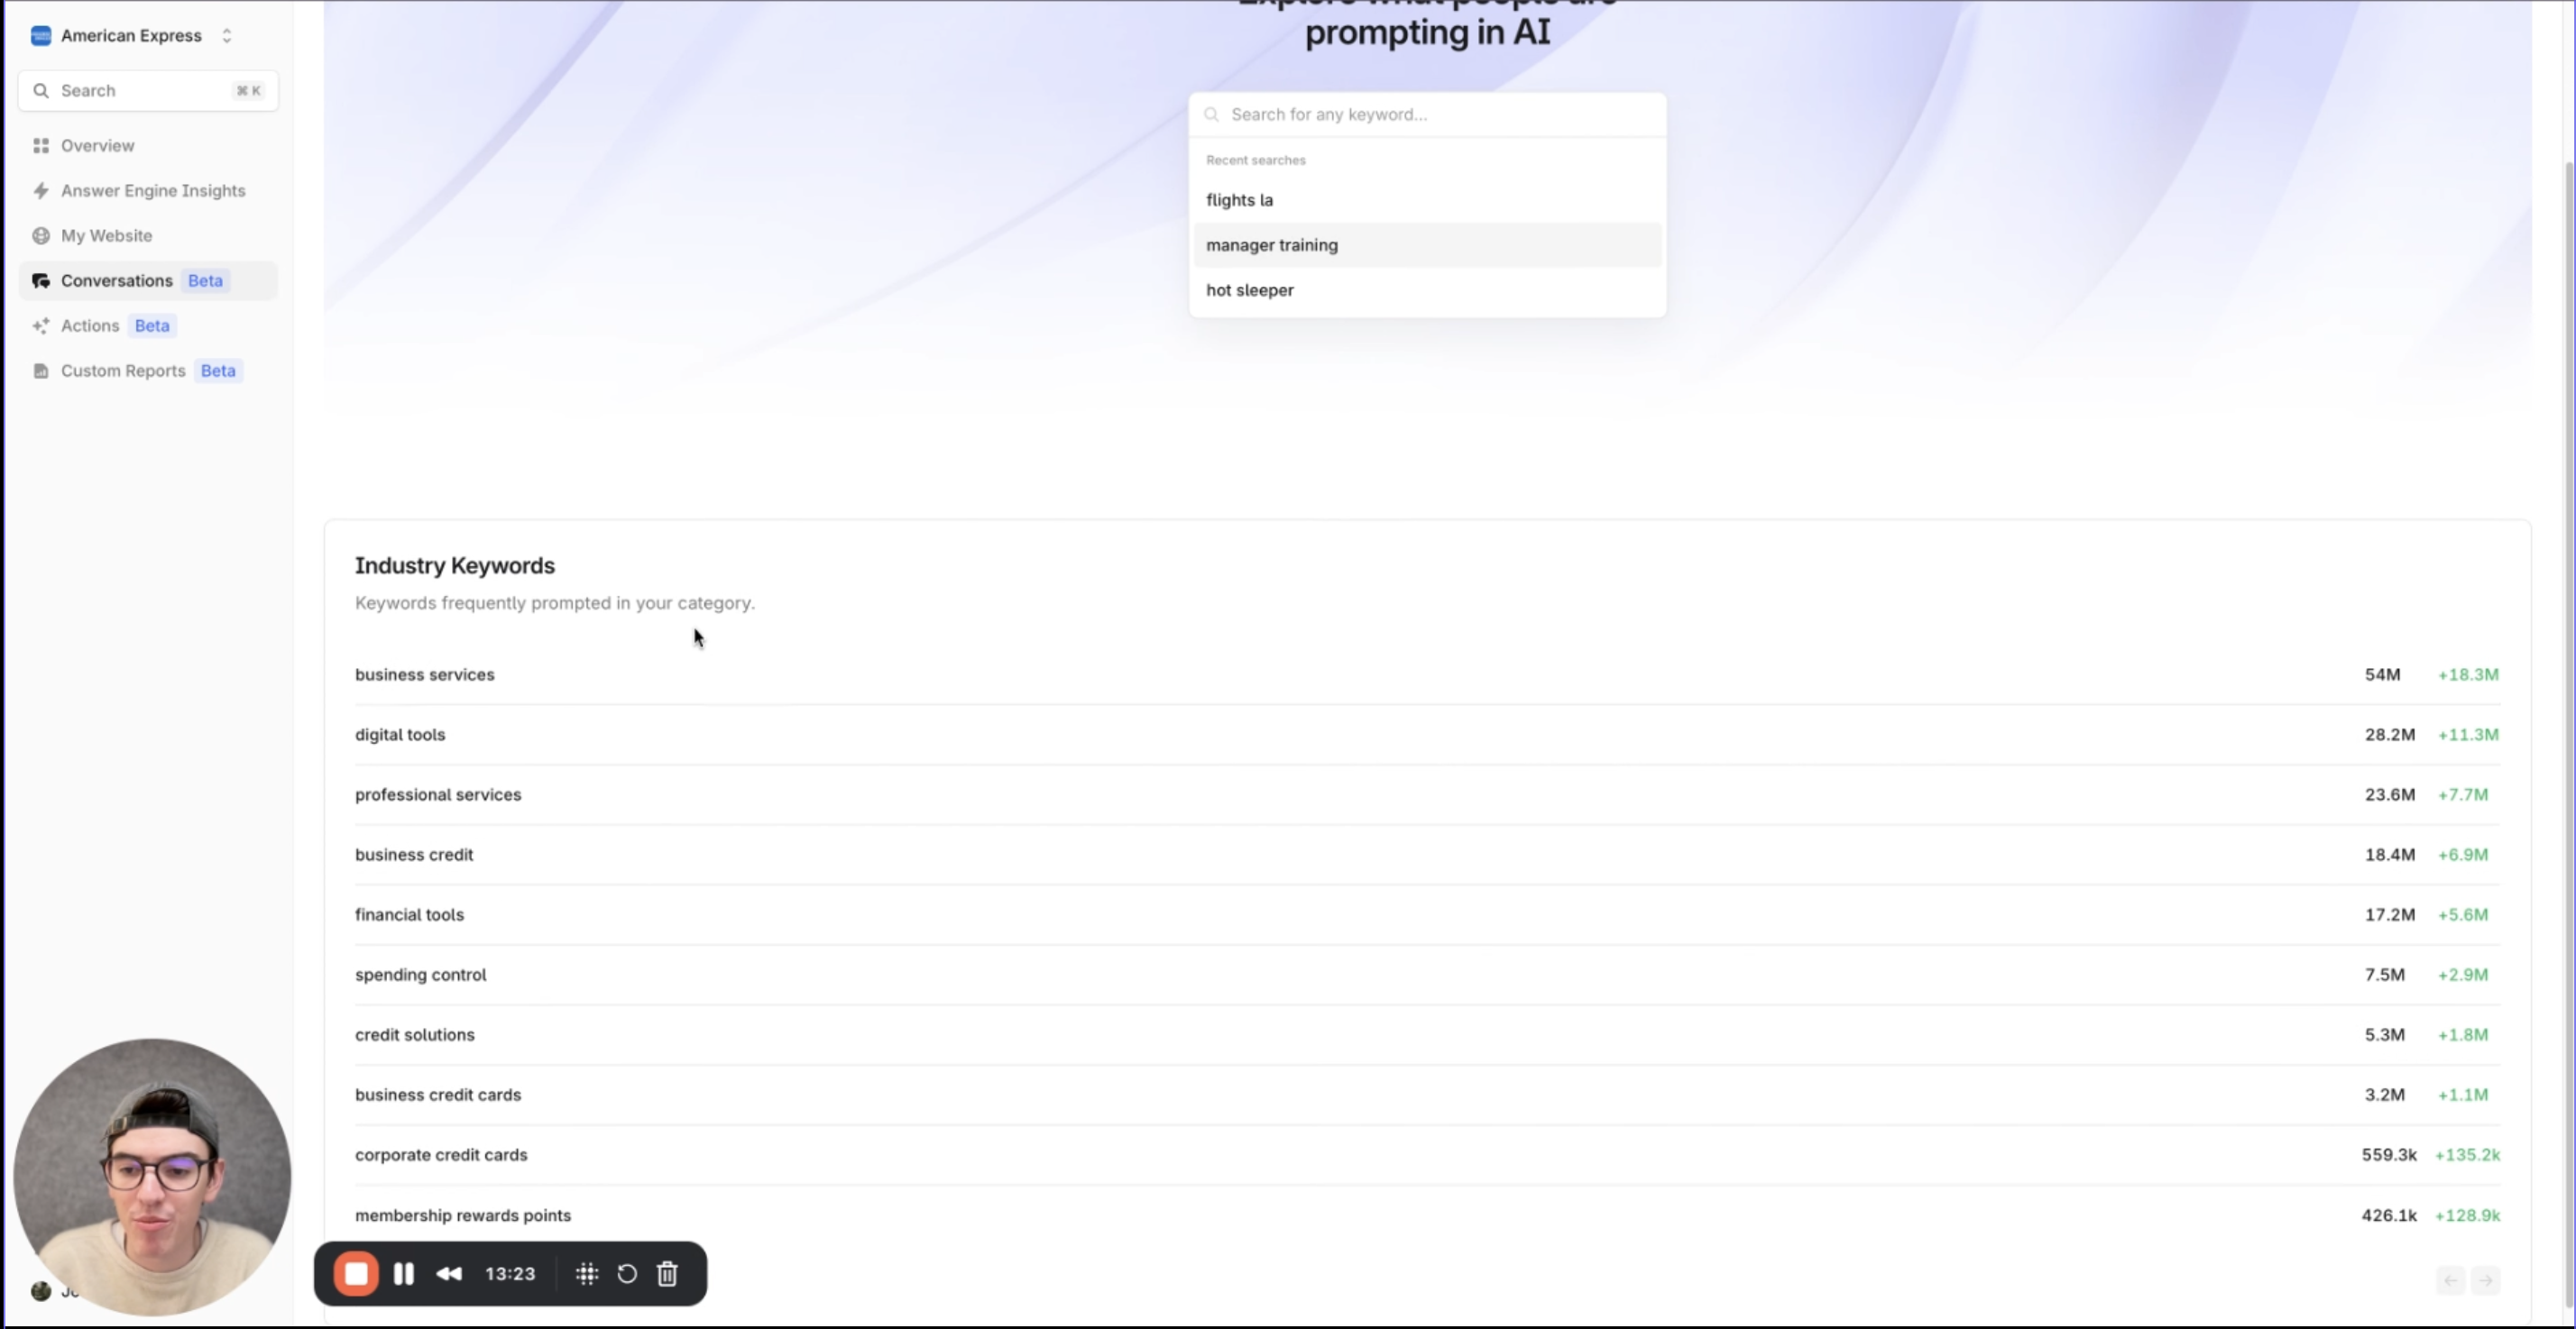 American Express
Search
⌘ K
Overview
Answer Engine Insights
My Website
Conversations Beta
Actions Beta
Custom Reports Beta
Explore what people are
prompting in AI
Search for any keyword...
Recent searches
flights la
manager training
hot sleeper
Industry Keywords
Keywords frequently prompted in your category.
business services 54M +18.3M
digital tools 28.2M +11.3M
professional services 23.6M +7.7M
business credit 18.4M +6.9M
financial tools 17.2M +5.6M
spending control 7.5M +2.9M
credit solutions 5.3M +1.8M
business credit cards 3.2M +1.1M
corporate credit cards 559.3k +135.2k
membership rewards points 426.1k +128.9k
13:23